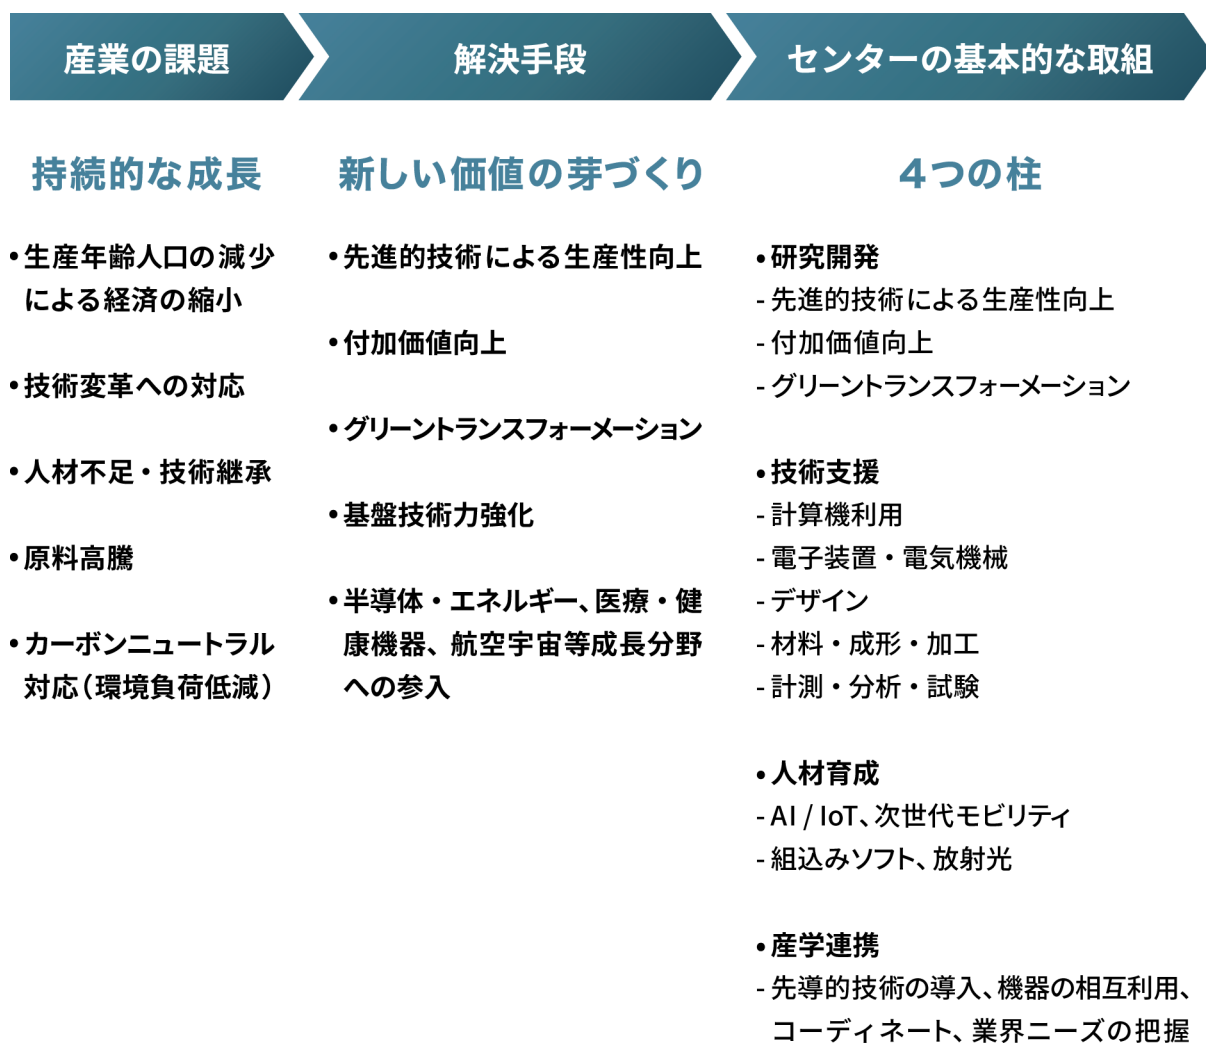 産業の課題
解決手段
センターの基本的な取組
持続的な成長
・生産年齢人口の減少
による経済の縮小
・技術変革への対応
・人材不足・技術継承
・原料高騰
・カーボンニュートラル
対応（環境負荷低減）
新しい価値の芽づくり
・先進的技術による生産性向上
・付加価値向上
・グリーントランスフォーメーション
・基盤技術力強化
・半導体・エネルギー、医療・健
康機器、航空宇宙等成長分野
への参入
4つの柱
・研究開発
- 先進的技術による生産性向上
- 付加価値向上
- グリーントランスフォーメーション
・技術支援
- 計算機利用
- 電子装置・電気機械
- デザイン
- 材料・成形・加工
- 計測・分析・試験
・人材育成
- AI / IoT、次世代モビリティ
- 組込みソフト、放射光
・産学連携
- 先導的技術の導入、機器の相互利用、
コーディネート、業界ニーズの把握